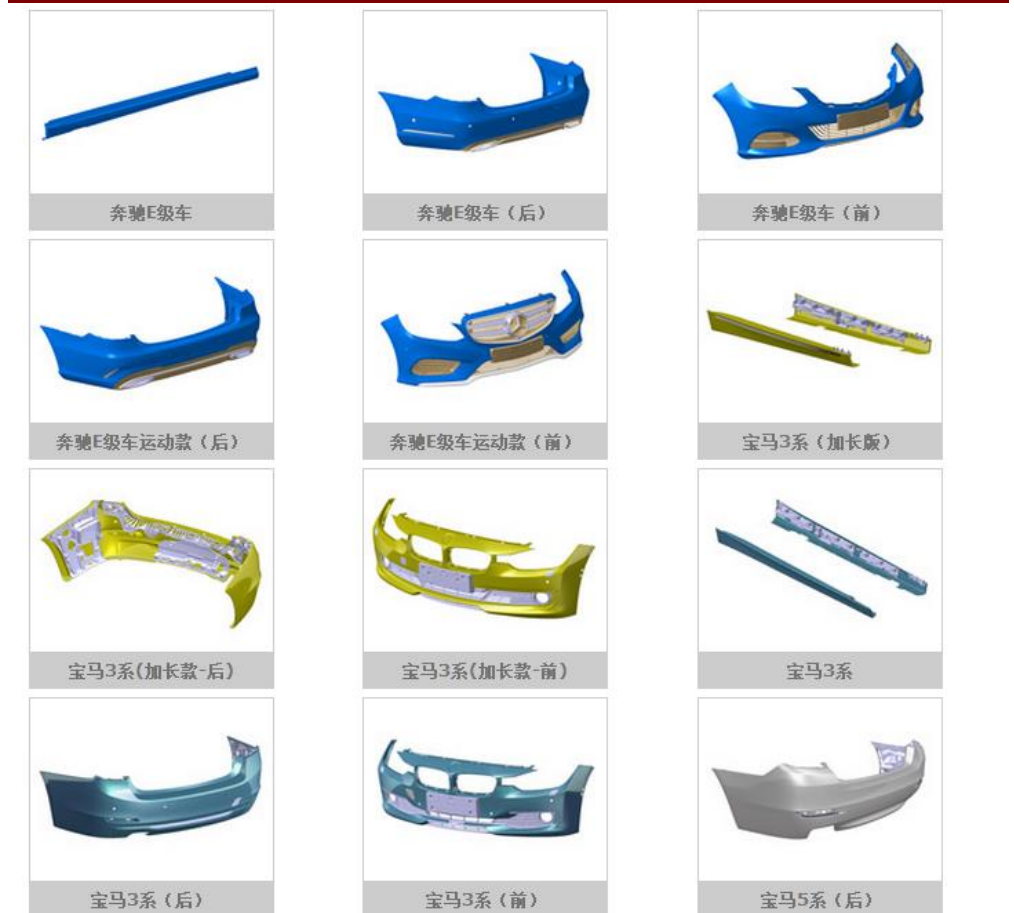 奔驰E级车
奔驰E级车（后）
奔驰E级车（前）
奔驰E级车运动款（后）
奔驰E级车运动款（前）
宝马3系（加长版）
宝马3系(加长款-后)
宝马3系(加长款-前)
宝马3系
宝马3系（后）
宝马3系（前）
宝马5系（后）